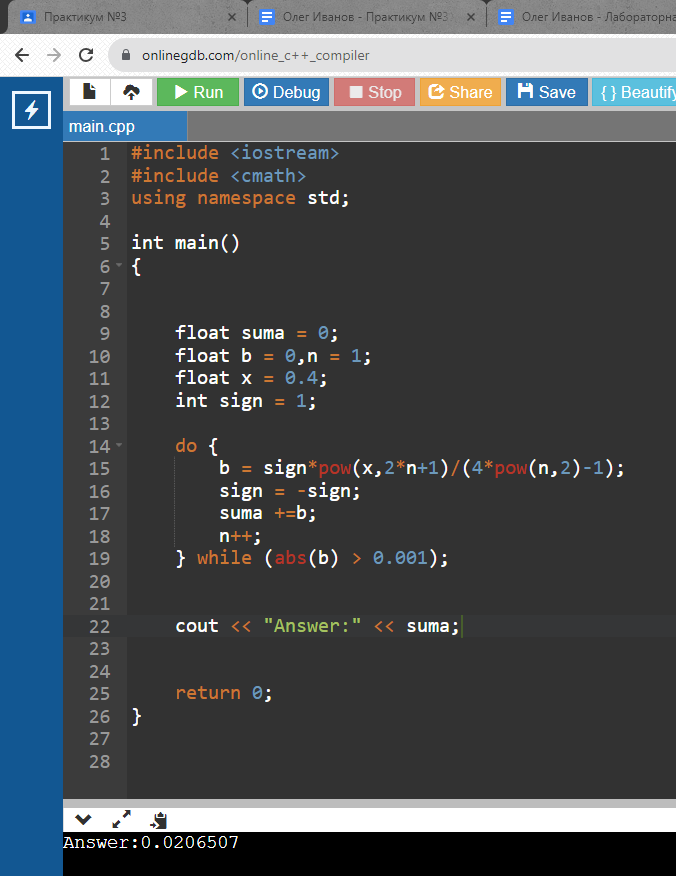 Практикум №3
Олег Иванов - Практикум №3
Олег Иванов - Лабораторна
onlinegdb.com/online_c++_compiler
Run Debug Stop Share Save { } Beautify
main.cpp
1 #include <iostream>
2 #include <cmath>
3 using namespace std;
4
5 int main()
6 {
7
8
9 float suma = 0;
10 float b = 0,n = 1;
11 float x = 0.4;
12 int sign = 1;
13
14 do {
15 b = sign*pow(x,2*n+1)/(4*pow(n,2)-1);
16 sign = -sign;
17 suma +=b;
18 n++;
19 } while (abs(b) > 0.001);
20
21
22 cout << "Answer:" << suma;
23
24
25 return 0;
26 }
27
28
Answer:0.0206507